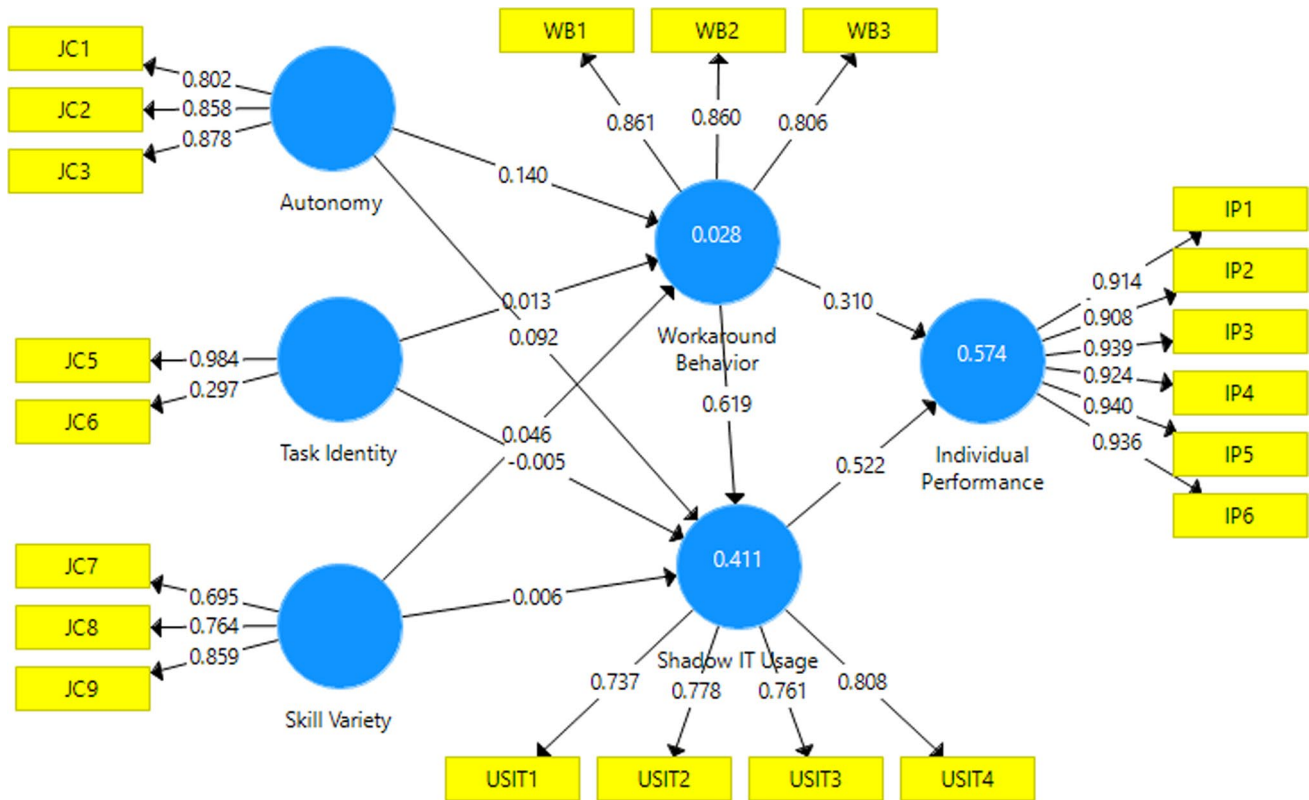 JC1
JC2
JC3
0.802
0.858
0.878
Autonomy
WB1
WB2
WB3
0.861
0.860
0.806
0.140
0.028
Workaround
Behavior
0.013
0.092
JC5
JC6
0.984
0.297
Task Identity
0.046
-0.005
0.619
0.310
0.574
Individual
Performance
0.522
IP1
IP2
IP3
IP4
IP5
IP6
0.914
0.908
0.939
0.924
0.940
0.936
JC7
JC8
JC9
0.695
0.764
0.859
Skill Variety
0.006
0.411
Shadow IT Usage
0.737
0.778
0.761
0.808
USIT1
USIT2
USIT3
USIT4